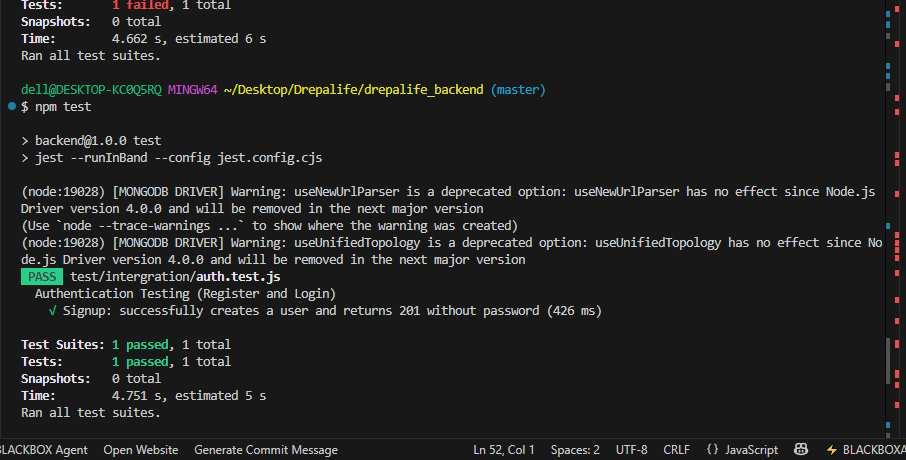 Tests: 1 failed, 1 total
Snapshots: 0 total
Time: 4.662 s, estimated 6 s
Ran all test suites.
dell@DESKTOP-KC0Q5RQ MINGW64 ~/Desktop/Drepalife/drepalife_backend (master)
$ npm test
> backend@1.0.0 test
> jest --runInBand --config jest.config.cjs
(node:19028) [MONGODB DRIVER] Warning: useNewUrlParser is a deprecated option: useNewUrlParser has no effect since Node.js
Driver version 4.0.0 and will be removed in the next major version
(Use `node --trace-warnings ...` to show where the warning was created)
(node:19028) [MONGODB DRIVER] Warning: useUnifiedTopology is a deprecated option: useUnifiedTopology has no effect since No
de.js Driver version 4.0.0 and will be removed in the next major version
PASS test/intergration/auth.test.js
Authentication Testing (Register and Login)
√ Signup: successfully creates a user and returns 201 without password (426 ms)
Test Suites: 1 passed, 1 total
Tests: 1 passed, 1 total
Snapshots: 0 total
Time: 4.751 s, estimated 5 s
Ran all test suites.
BLACKBOX Agent Open Website Generate Commit Message Ln 52, Col 1 Spaces: 2 UTF-8 CRLF {} JavaScript BLACKBOXA